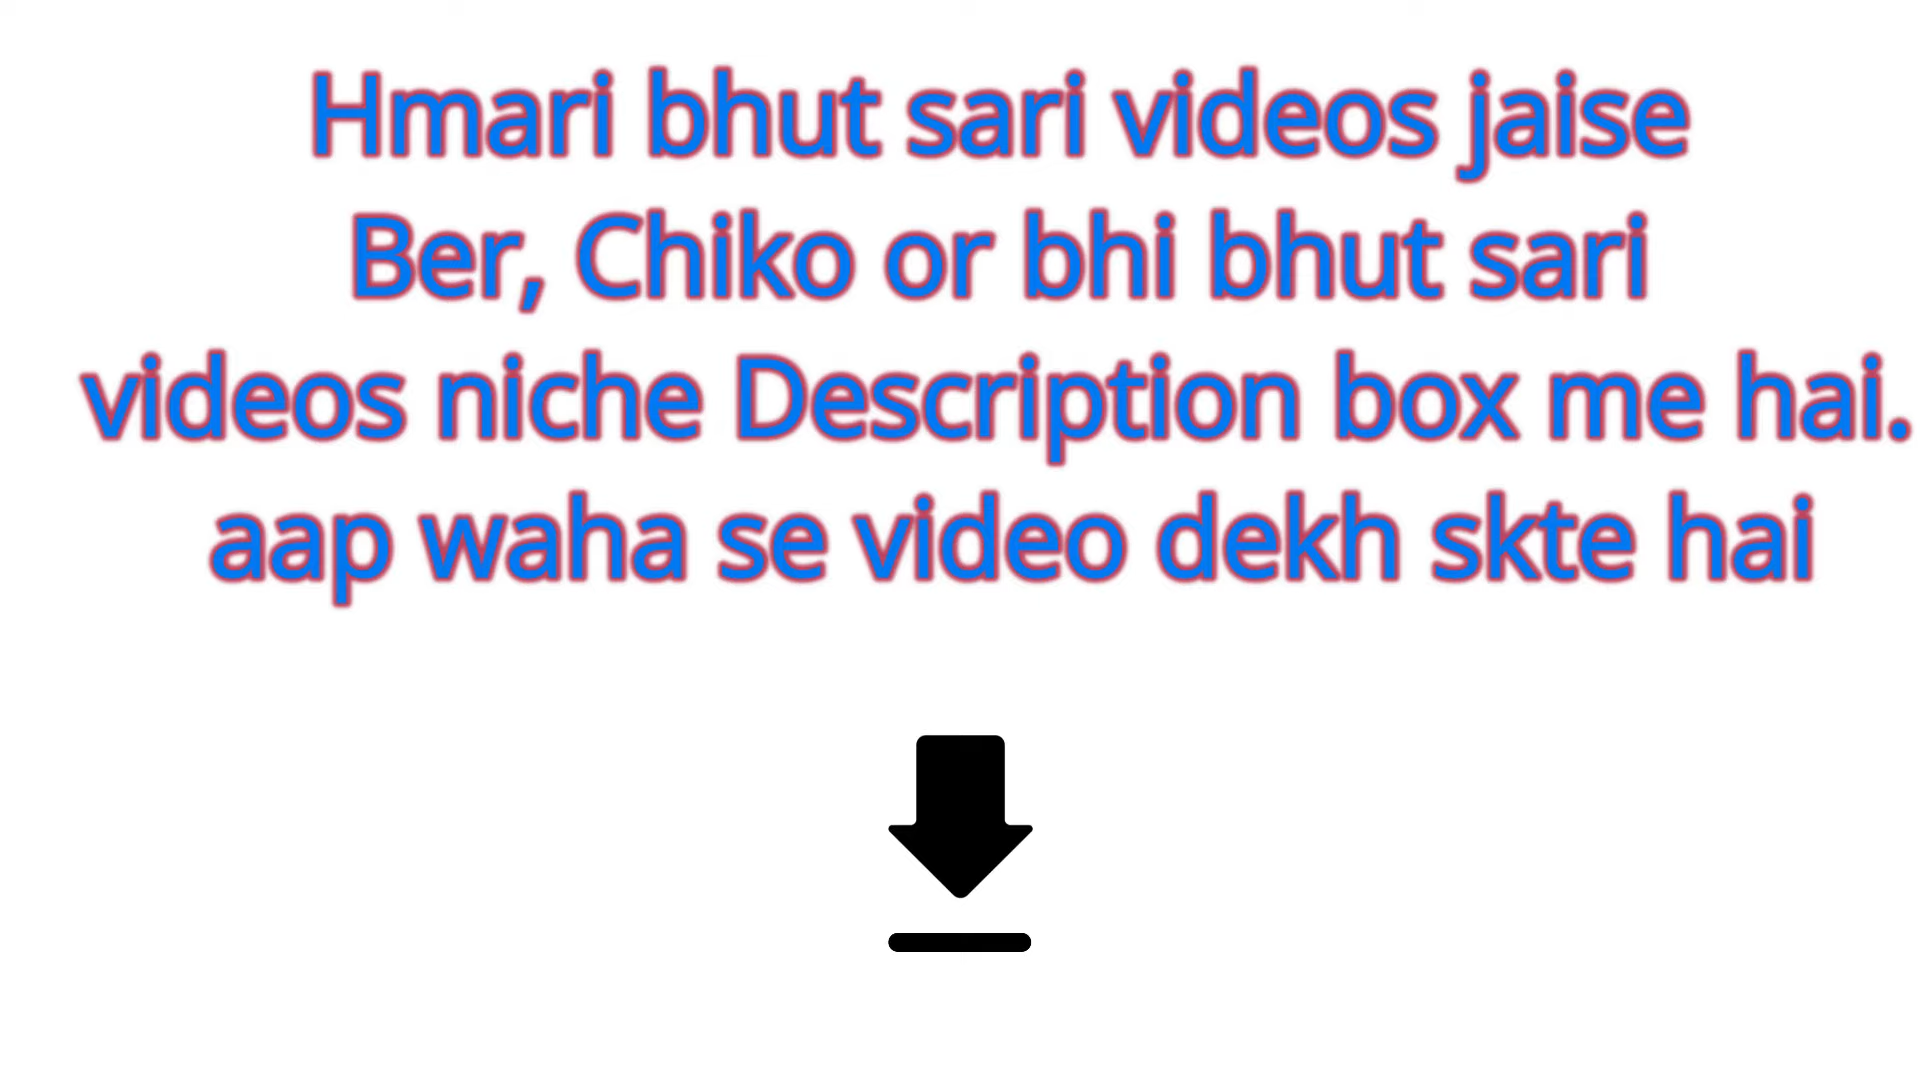 Hmari bhut sari videos jaise
Ber, Chiko or bhi bhut sari
videos niche Description box me hai.
aap waha se video dekh skte hai